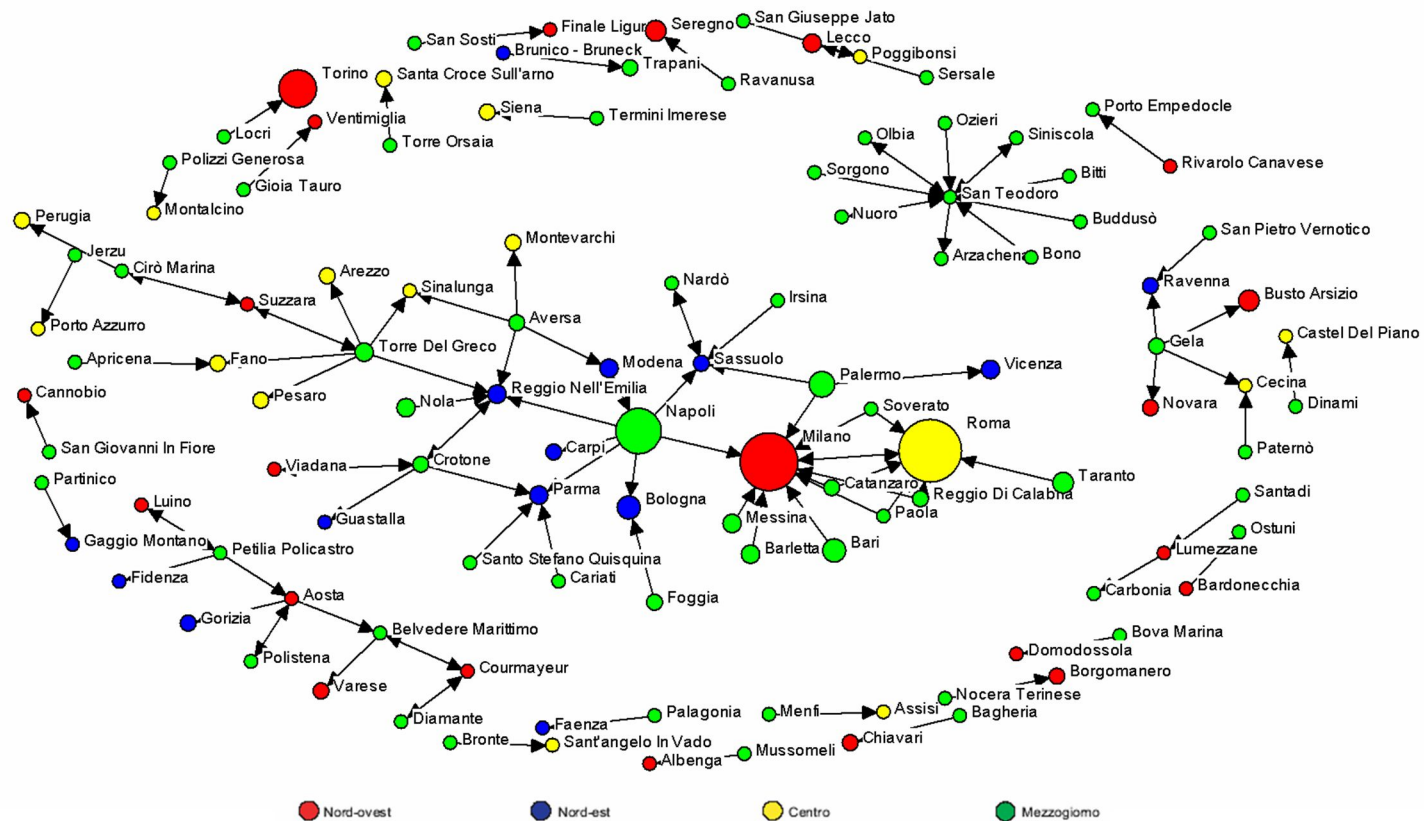 San Giuseppe Jato
Finale Ligur
Seregno
San Sosti
Lecco
Brunico - Bruneck
Poggibonsi
Torino
Santa Croce Sull'arno
Trapani
Ravanusa
Sersale
Siena
Termini Imerese
Ventimiglia
Porto Empedocle
Ozieri
Locri
Torre Orsaia
Olbia
Siniscola
Polizzi Generosa
Rivarolo Canavese
Sorgono
Bitti
Gioia Tauro
San Teodoro
Montalcino
Nuoro
Buddusò
Perugia
San Pietro Vernotico
Montevarchi
Jerzu
Arzachena
Bono
Cirò Marina
Arezzo
Nardò
Sinalunga
Ravenna
Suzzara
Irsina
Busto Arsizio
Porto Azzurro
Aversa
Castel Del Piano
Gela
Torre Del Greco
Apricena
Fano
Modena
Sassuolo
Vicenza
Palermo
Cecina
Reggio Nell'Emilia
Cannobio
Pesaro
Nola
Napoli
Soverato
Roma
Novara
Dinami
Milano
Carpi
San Giovanni In Fiore
Paternò
Viadana
Crotone
Taranto
Partinico
Parma
Catanzaro
Bologna
Reggio Di Calabria
Santadi
Luino
Paola
Guastalla
Messina
Gaggio Montano
Ostuni
Petilia Policastro
Santo Stefano Quisquina
Barletta
Bari
Lumezzane
Fidenza
Cariati
Bardonecchia
Carbonia
Aosta
Foggia
Gorizia
Belvedere Marittimo
Bova Marina
Polistena
Domodossola
Courmayeur
Borgomanero
Varese
Nocera Terinese
Diamante
Faenza
Palagonia
Menfi
Assisi
Bagheria
Bronte
Sant'angelo In Vado
Chiavari
Albenga
Mussomeli
Nord-ovest
Nord-est
Centro
Mezzogiorno